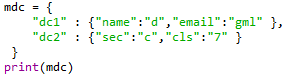 mdc = {
    "dc1" : {"name":"d","email":"gml" },
    "dc2" : {"sec":"c","cls":"7" }
 }
print(mdc)